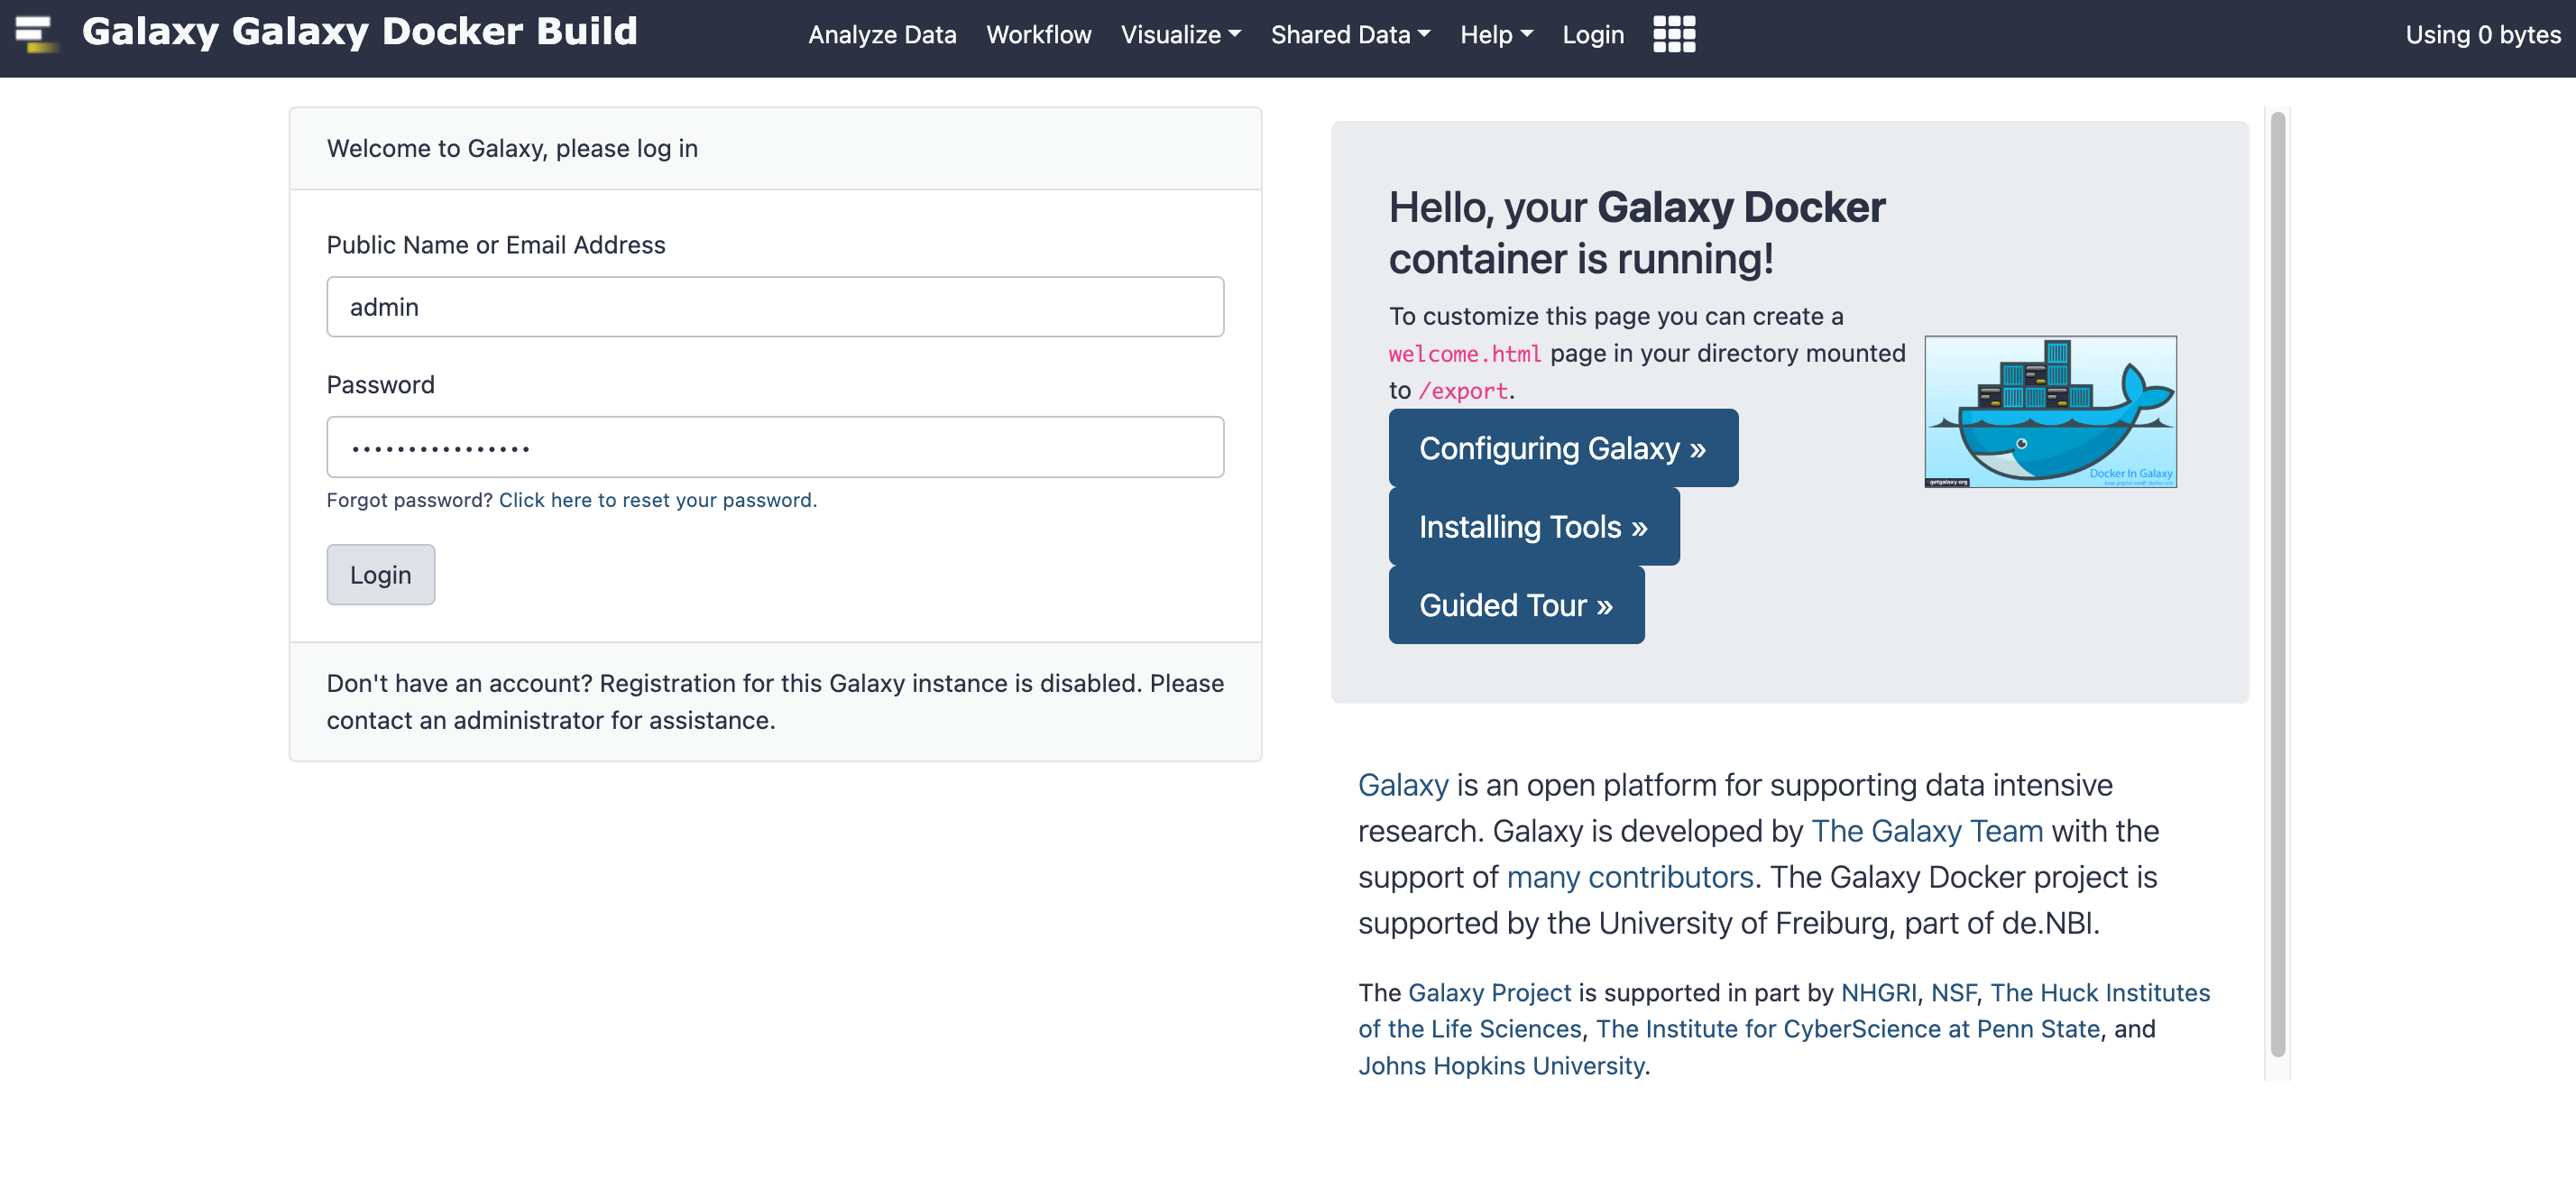 Galaxy Galaxy Docker Build
Analyze Data Workflow Visualize Shared Data Help Login
Using 0 bytes
Welcome to Galaxy, please log in
Public Name or Email Address
admin
Password
Forgot password? Click here to reset your password.
Login
Don't have an account? Registration for this Galaxy instance is disabled. Please
contact an administrator for assistance.
Hello, your Galaxy Docker
container is running!
To customize this page you can create a
welcome.html page in your directory mounted
to /export.
Configuring Galaxy »
Installing Tools »
Guided Tour »
Docker In Galaxy
getgalaxy.org
Galaxy is an open platform for supporting data intensive
research. Galaxy is developed by The Galaxy Team with the
support of many contributors. The Galaxy Docker project is
supported by the University of Freiburg, part of de.NBI.
The Galaxy Project is supported in part by NHGRI, NSF, The Huck Institutes
of the Life Sciences, The Institute for CyberScience at Penn State, and
Johns Hopkins University.